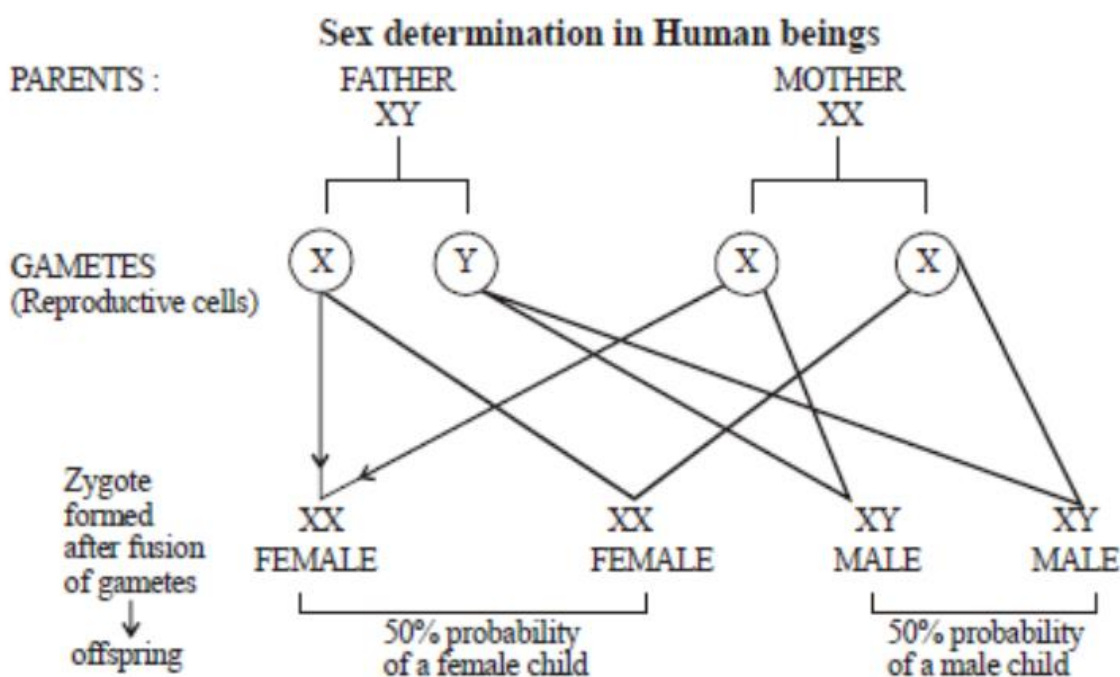 Sex determination in Human beings
PARENTS :
FATHER
MOTHER
XY
XX
GAMETES
(Reproductive cells)
X
Y
X
X
Zygote
formed
after fusion
of gametes
offspring
XX
XX
XY
XY
FEMALE
FEMALE
MALE
MALE
50% probability
of a female child
50% probability
of a male child